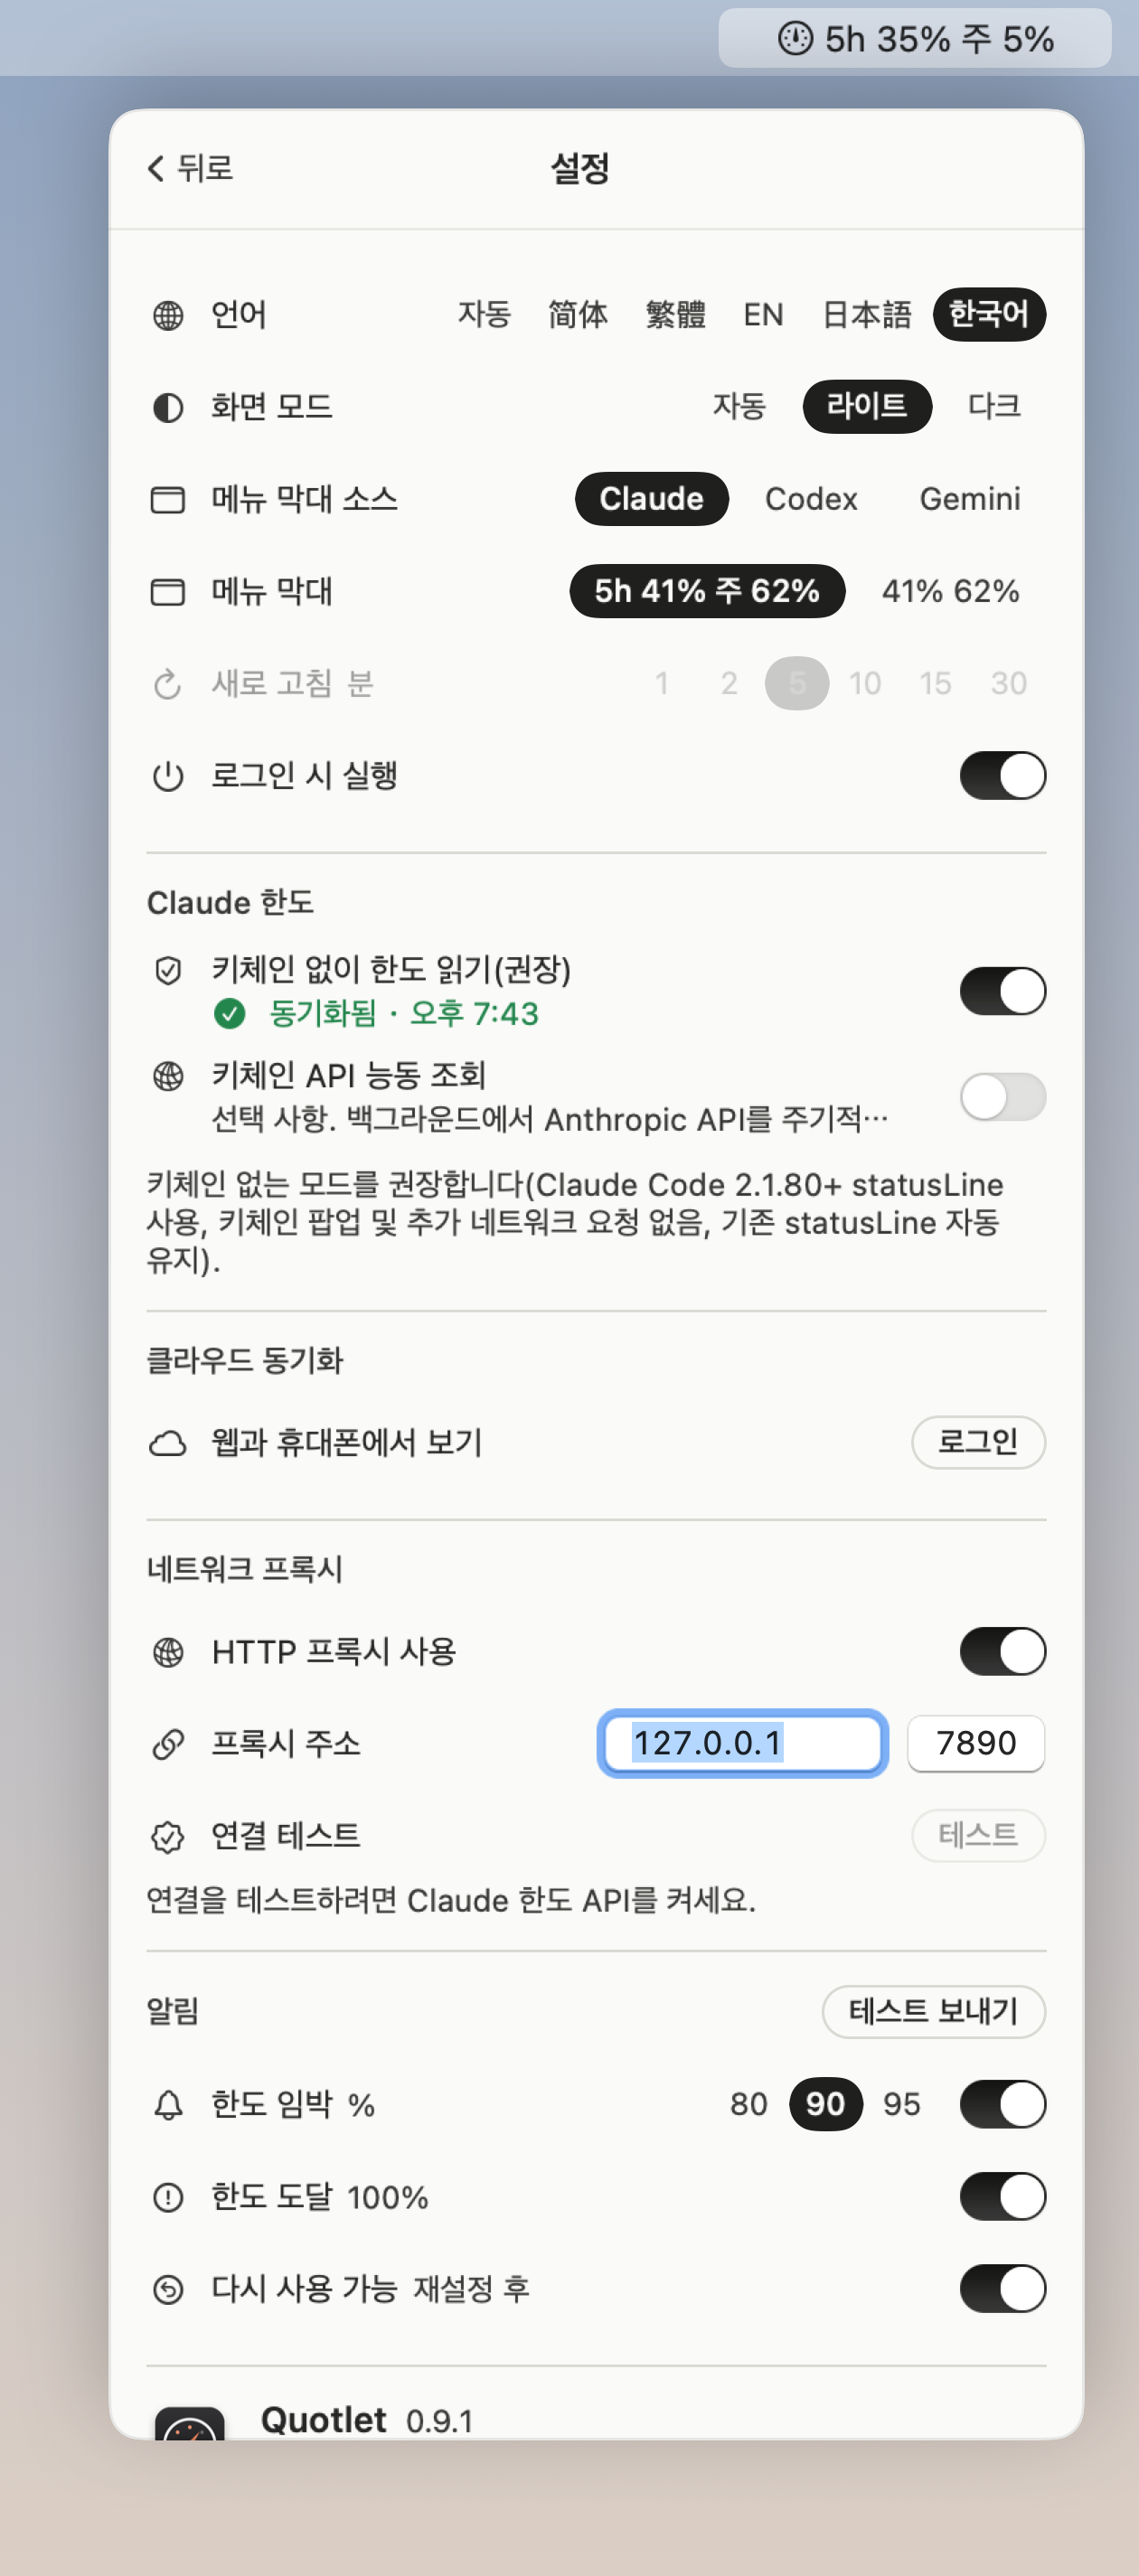 5h 35% 주 5%
뒤로
설정
언어 자동 简体 繁體 EN 日本語 한국어
화면 모드 자동 라이트 다크
메뉴 막대 소스 Claude Codex Gemini
메뉴 막대 5h 41% 주 62% 41% 62%
새로 고침 분 1 2 5 10 15 30
로그인 시 실행
Claude 한도
키체인 없이 한도 읽기(권장)
동기화됨 · 오후 7:43
키체인 API 능동 조회
선택 사항. 백그라운드에서 Anthropic API를 주기적…
키체인 없는 모드를 권장합니다(Claude Code 2.1.80+ statusLine
사용, 키체인 팝업 및 추가 네트워크 요청 없음, 기존 statusLine 자동
유지).
클라우드 동기화
웹과 휴대폰에서 보기 로그인
네트워크 프록시
HTTP 프록시 사용
프록시 주소 127.0.0.1 7890
연결 테스트 테스트
연결을 테스트하려면 Claude 한도 API를 켜세요.
알림 테스트 보내기
한도 임박 % 80 90 95
한도 도달 100%
다시 사용 가능 재설정 후
Quotlet 0.9.1